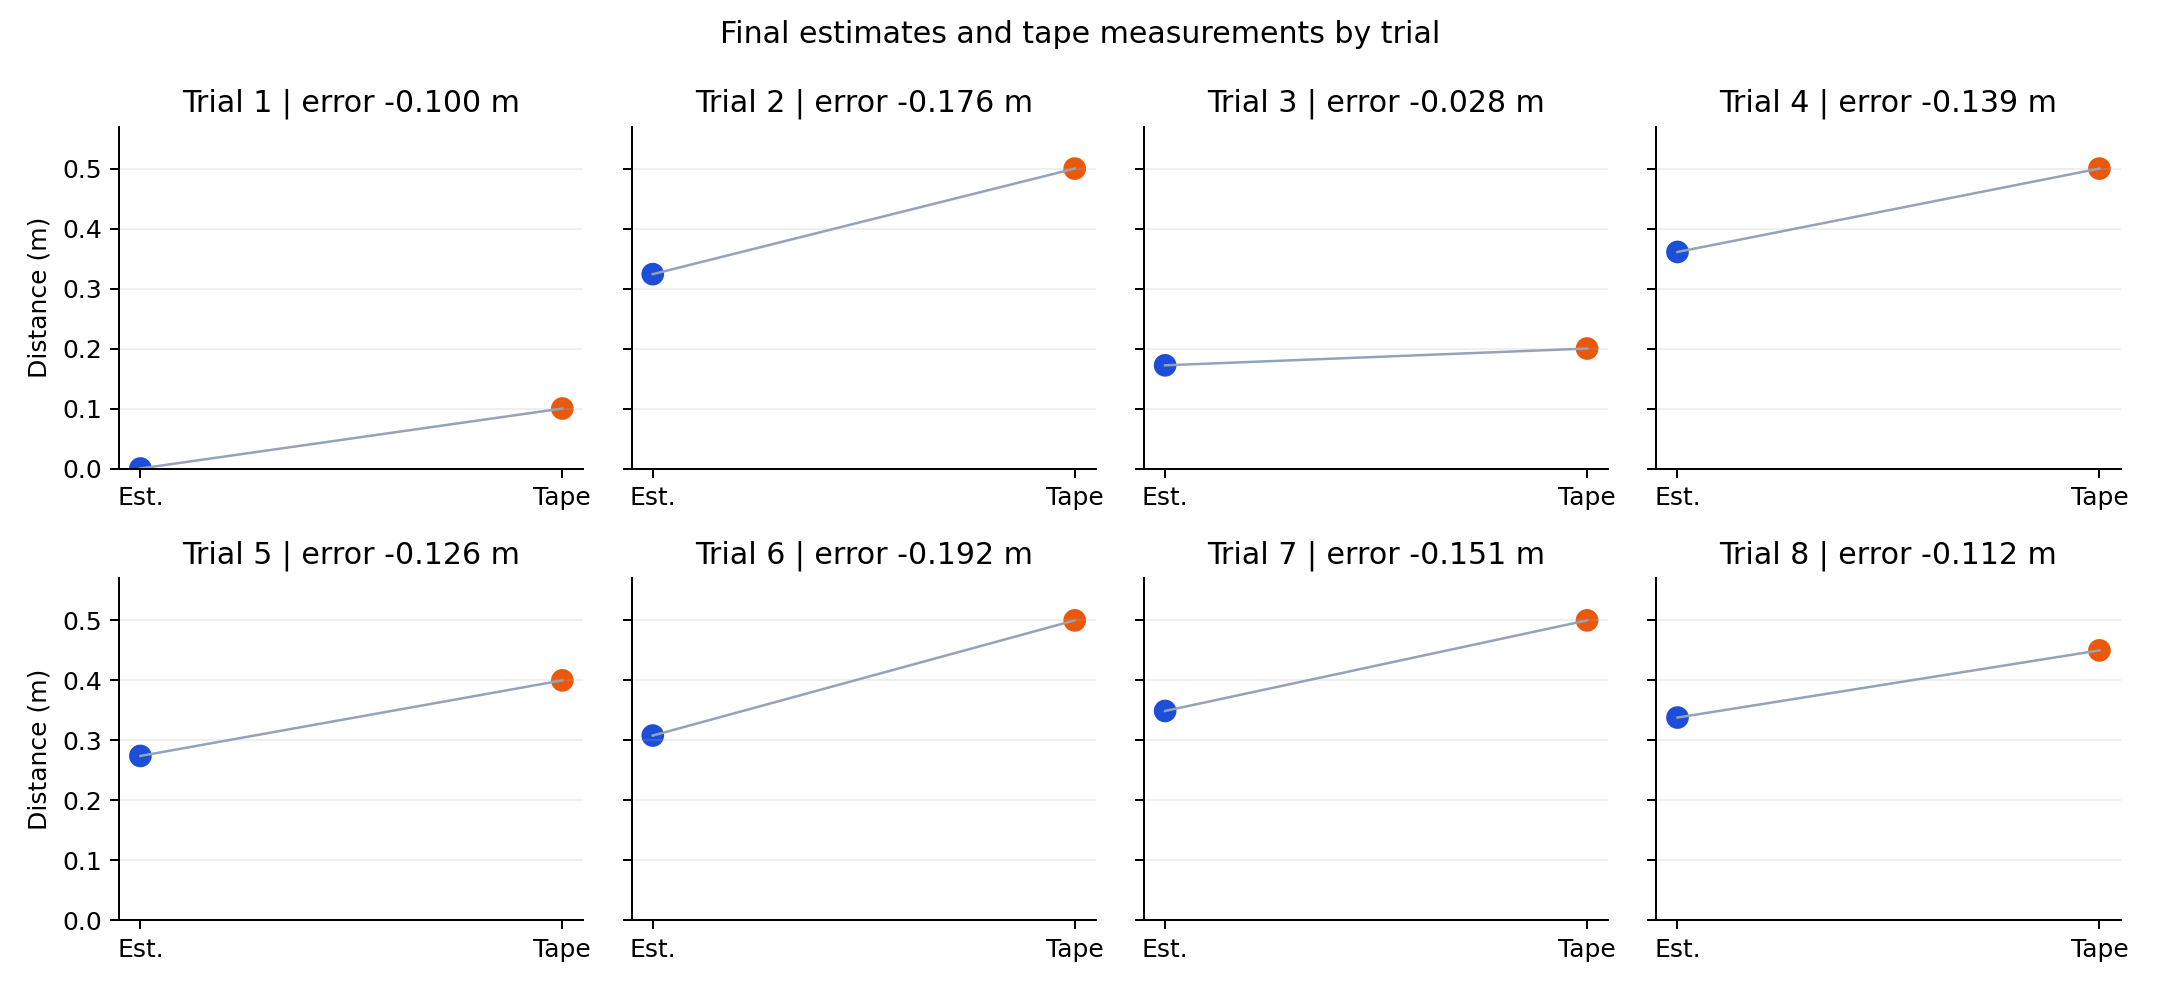 Final estimates and tape measurements by trial
Trial 1 | error -0.100 m
Trial 2 | error -0.176 m
Trial 3 | error -0.028 m
Trial 4 | error -0.139 m
Distance (m)
0.5
0.4
0.3
0.2
0.1
0.0
Est. Tape
Est. Tape
Est. Tape
Est. Tape
Trial 5 | error -0.126 m
Trial 6 | error -0.192 m
Trial 7 | error -0.151 m
Trial 8 | error -0.112 m
Distance (m)
0.5
0.4
0.3
0.2
0.1
0.0
Est. Tape
Est. Tape
Est. Tape
Est. Tape